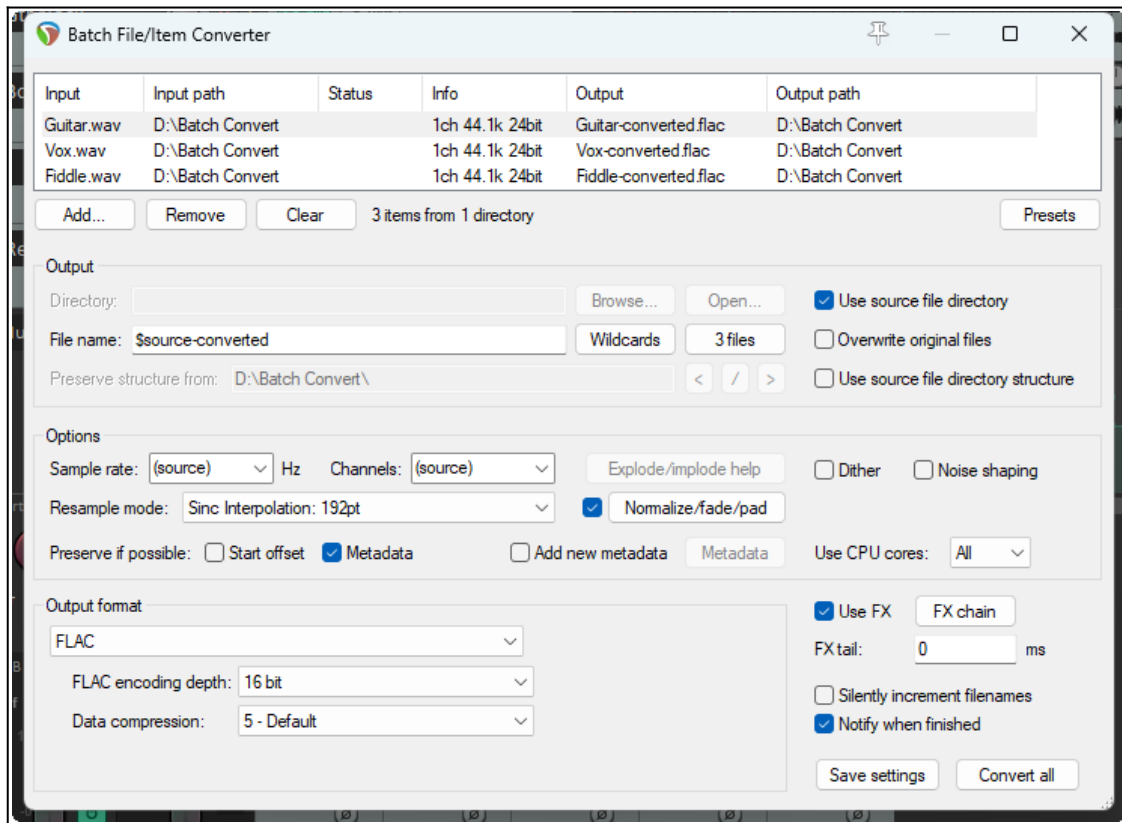 Batch File/Item Converter
Input Input path Status Info Output Output path
Guitar.wav D:\Batch Convert 1ch 44.1k 24bit Guitar-converted.flac D:\Batch Convert
Vox.wav D:\Batch Convert 1ch 44.1k 24bit Vox-converted.flac D:\Batch Convert
Fiddle.wav D:\Batch Convert 1ch 44.1k 24bit Fiddle-converted.flac D:\Batch Convert
Add... Remove Clear 3 items from 1 directory Presets
Output
Directory: Browse... Open... Use source file directory
File name: $source-converted Wildcards 3 files Overwrite original files
Preserve structure from: D:\Batch Convert\ < / > Use source file directory structure
Options
Sample rate: (source) Hz Channels: (source) Explode/implode help Dither Noise shaping
Resample mode: Sinc Interpolation: 192pt Normalize/fade/pad
Preserve if possible: Start offset Metadata Add new metadata Metadata Use CPU cores: All
Output format
FLAC
Use FX FX chain
FLAC encoding depth: 16 bit
FX tail: 0 ms
Data compression: 5 - Default
Silently increment filenames
Notify when finished
Save settings Convert all